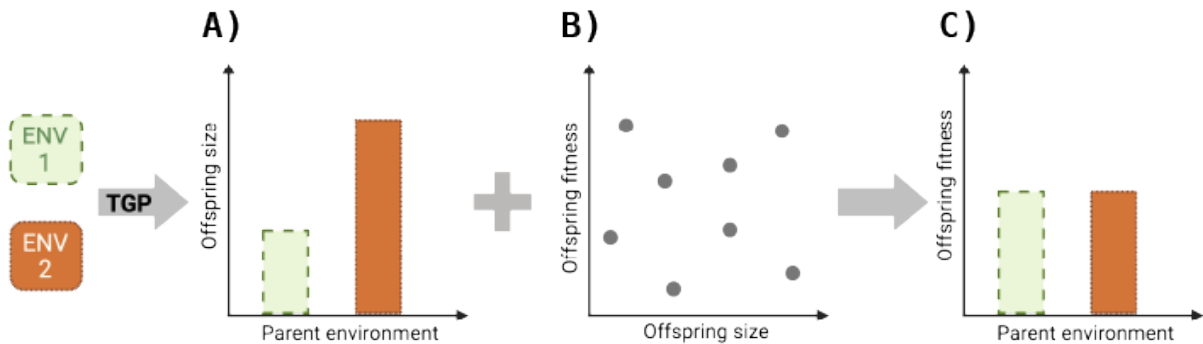 A)
B)
C)
ENV
1
ENV
2
TGP
Offspring size
Parent environment
Offspring fitness
Offspring size
Offspring fitness
Parent environment